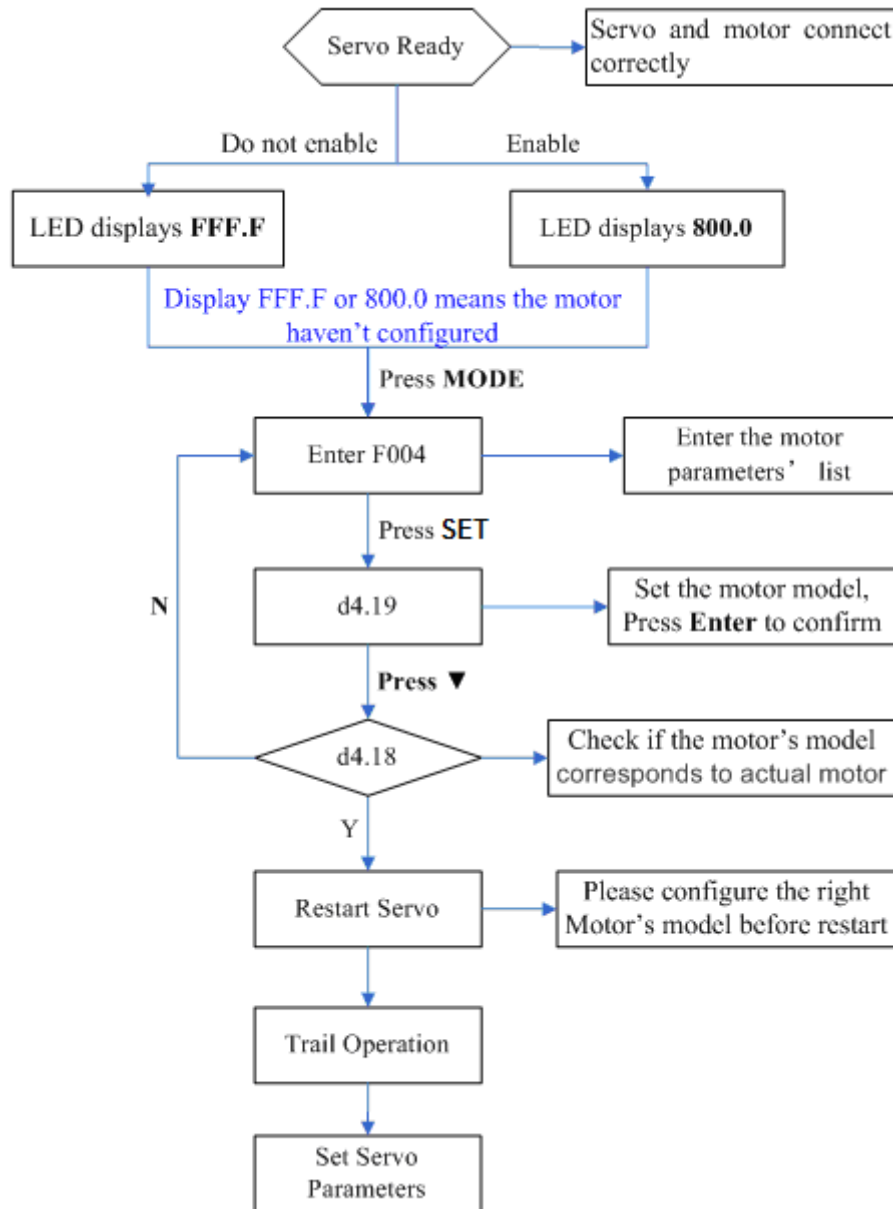 Servo Ready
Servo and motor connect
correctly
Do not enable
Enable
LED displays FFF.F
LED displays 800.0
Display FFF.F or 800.0 means the motor
haven't configured
Press MODE
Enter F004
Enter the motor
parameters' list
Press SET
N
d4.19
Set the motor model,
Press Enter to confirm
Press ▼
d4.18
Check if the motor's model
corresponds to actual motor
Y
Restart Servo
Please configure the right
Motor's model before restart
Trail Operation
Set Servo
Parameters